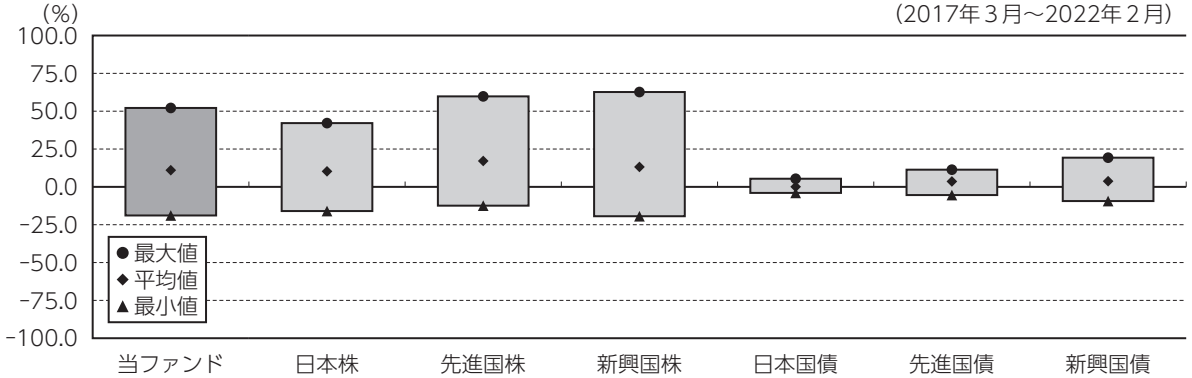 (%)
(2017年3月～2022年2月)
100.0
75.0
50.0
25.0
0.0
-25.0
-50.0
-75.0
-100.0
●最大値
◆平均値
▲最小値
当ファンド 日本株 先進国株 新興国株 日本国債 先進国債 新興国債